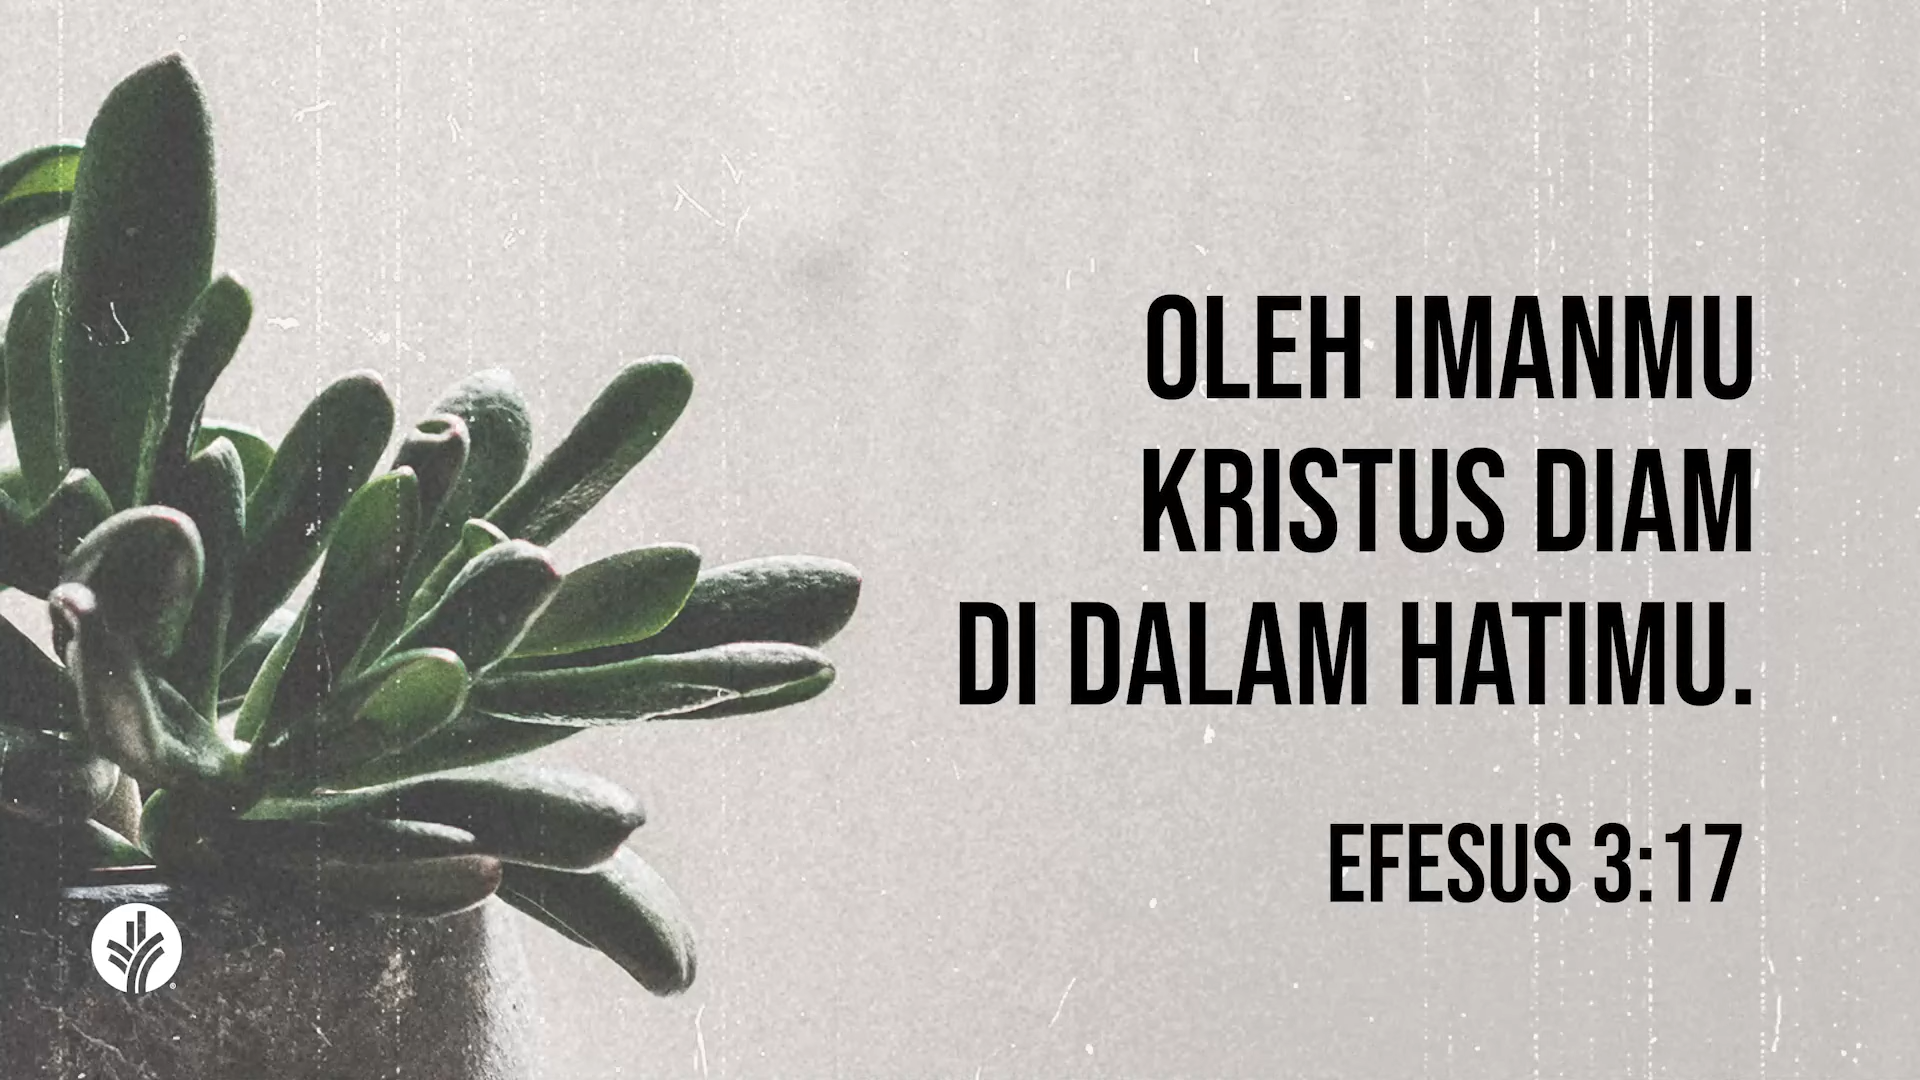 OLEH IMANMU
KRISTUS DIAM
DI DALAM HATIMU.
EFESUS 3:17